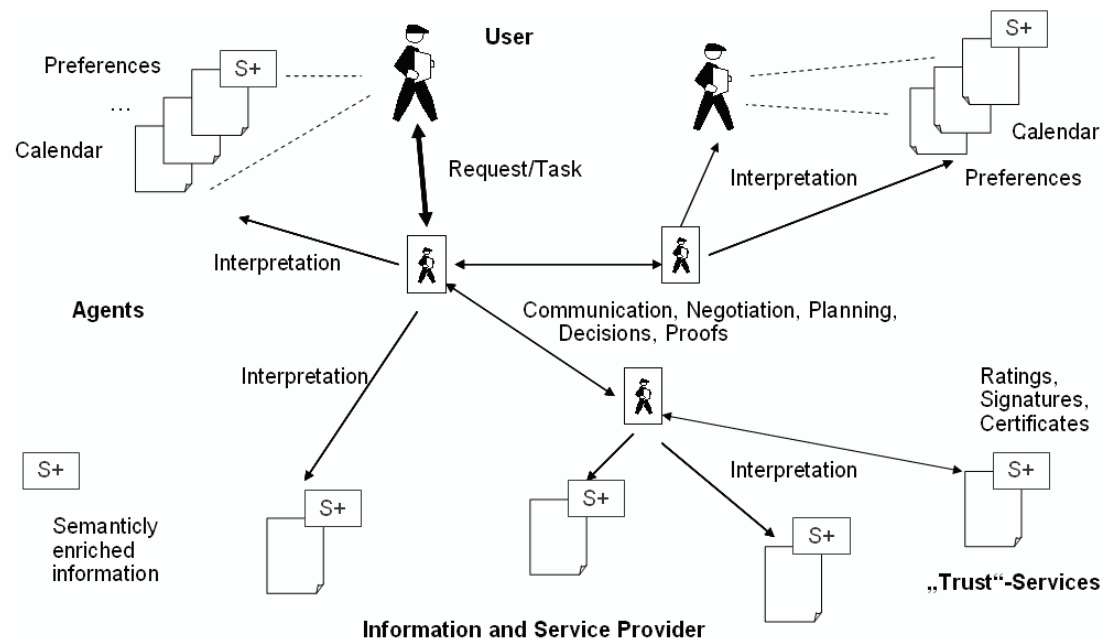 S+
User
S+
Preferences
S+
...
Calendar
Calendar
Request/Task
Interpretation
Preferences
Interpretation
Agents
Communication, Negotiation, Planning,
Decisions, Proofs
Interpretation
Ratings,
Signatures,
Certificates
Interpretation
S+
S+
S+
S+
S+
Semanticly
enriched
information
„Trust“-Services
Information and Service Provider